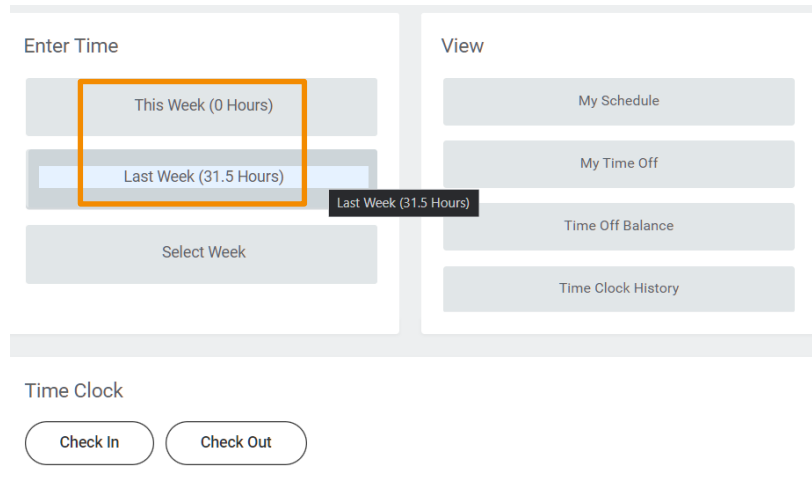 Enter Time
This Week (0 Hours)
Last Week (31.5 Hours)
Last Week (31.5 Hours)
Select Week
View
My Schedule
My Time Off
Time Off Balance
Time Clock History
Time Clock
Check In
Check Out